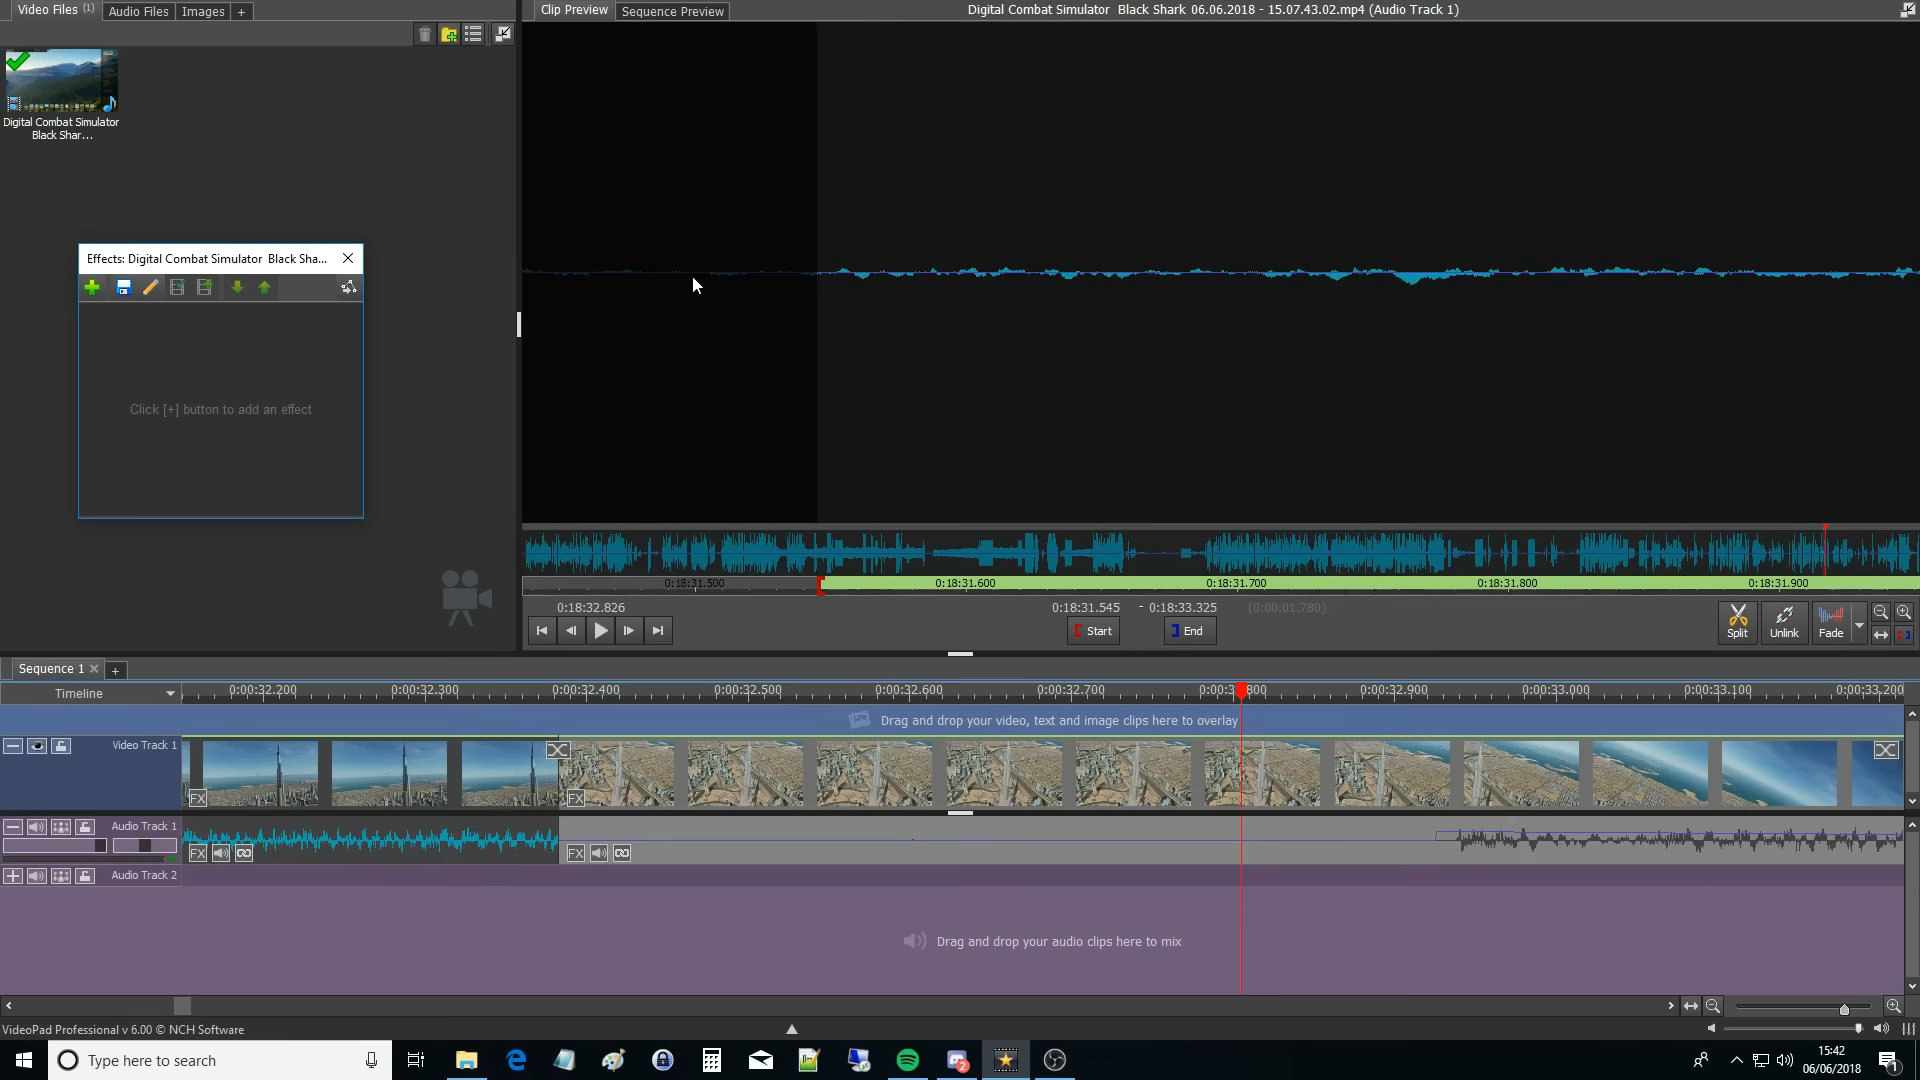 Video Files (1)
Audio Files
Images
+
Clip Preview
Sequence Preview
Digital Combat Simulator  Black Shark 06.06.2018 - 15.07.43.02.mp4 (Audio Track 1)
Digital Combat Simulator
Black Shar...
Effects: Digital Combat Simulator  Black Sha...
Click [+] button to add an effect
0:18:31.500
0:18:31.600
0:18:31.700
0:18:31.800
0:18:31.900
0:18:32.826
0:18:31.545 - 0:18:33.325 (0:00:01.780)
Start
End
Split
Unlink
Fade
Sequence 1
+
Timeline
0:00:32.200
0:00:32.300
0:00:32.400
0:00:32.500
0:00:32.600
0:00:32.700
0:00:3 800
0:00:32.900
0:00:33.000
0:00:33.100
0:00:33.200
Drag and drop your video, text and image clips here to overlay
Video Track 1
FX
FX
Audio Track 1
FX
FX
Audio Track 2
Drag and drop your audio clips here to mix
VideoPad Professional v 6.00 © NCH Software
Type here to search
2
15:42
06/06/2018
1